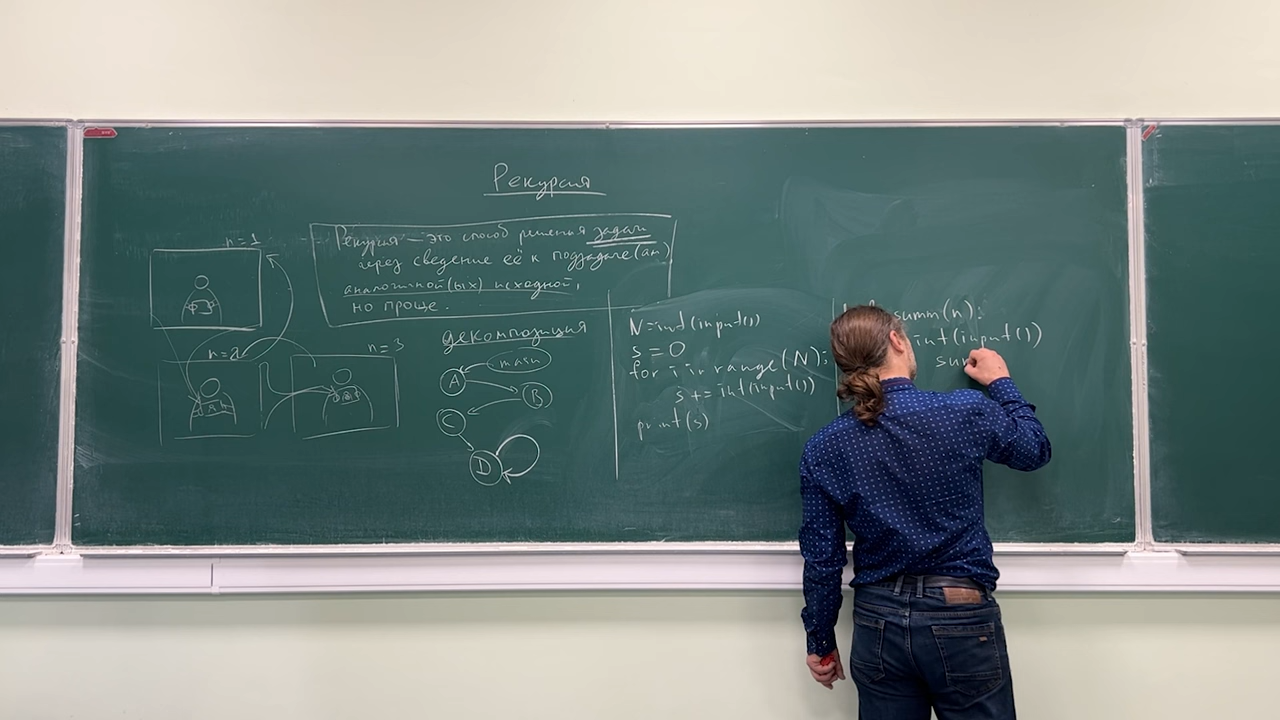 Рекурсия
Рекурсия — это способ решения задачи
через сведение её к подзадаче(ам)
аналогичной(ых) исходной,
но проще.
n=1
n=2
n=3
декомпозиция
main
A
B
C
D
N=int(input())
s=0
for i in range(N):
s+=int(input())
print(s)
summ(n):
int(input())